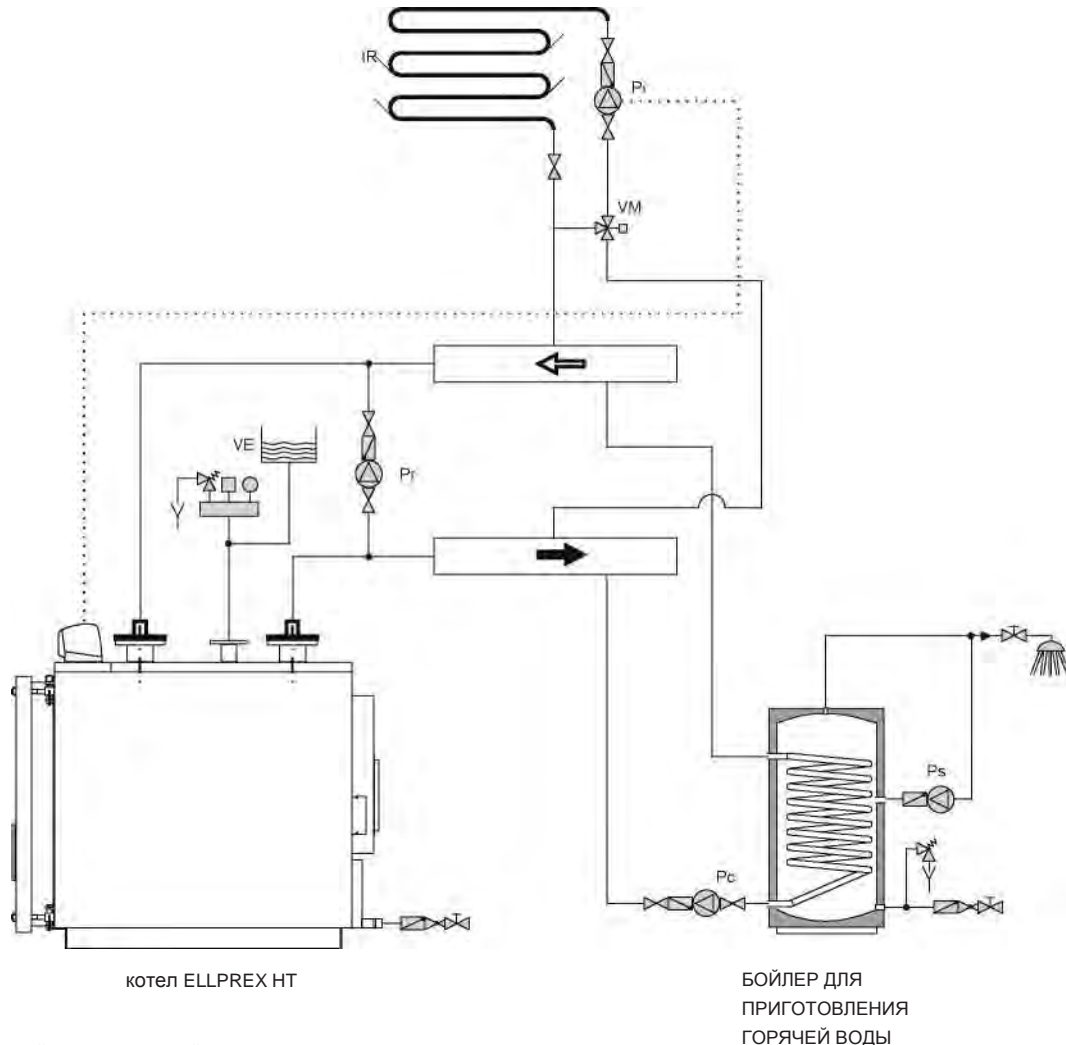 IR
Pi
VM
VE
Pr
Ps
Pc
котел ELLPREX HT
БОЙЛЕР ДЛЯ
ПРИГОТОВЛЕНИЯ
ГОРЯЧЕЙ ВОДЫ